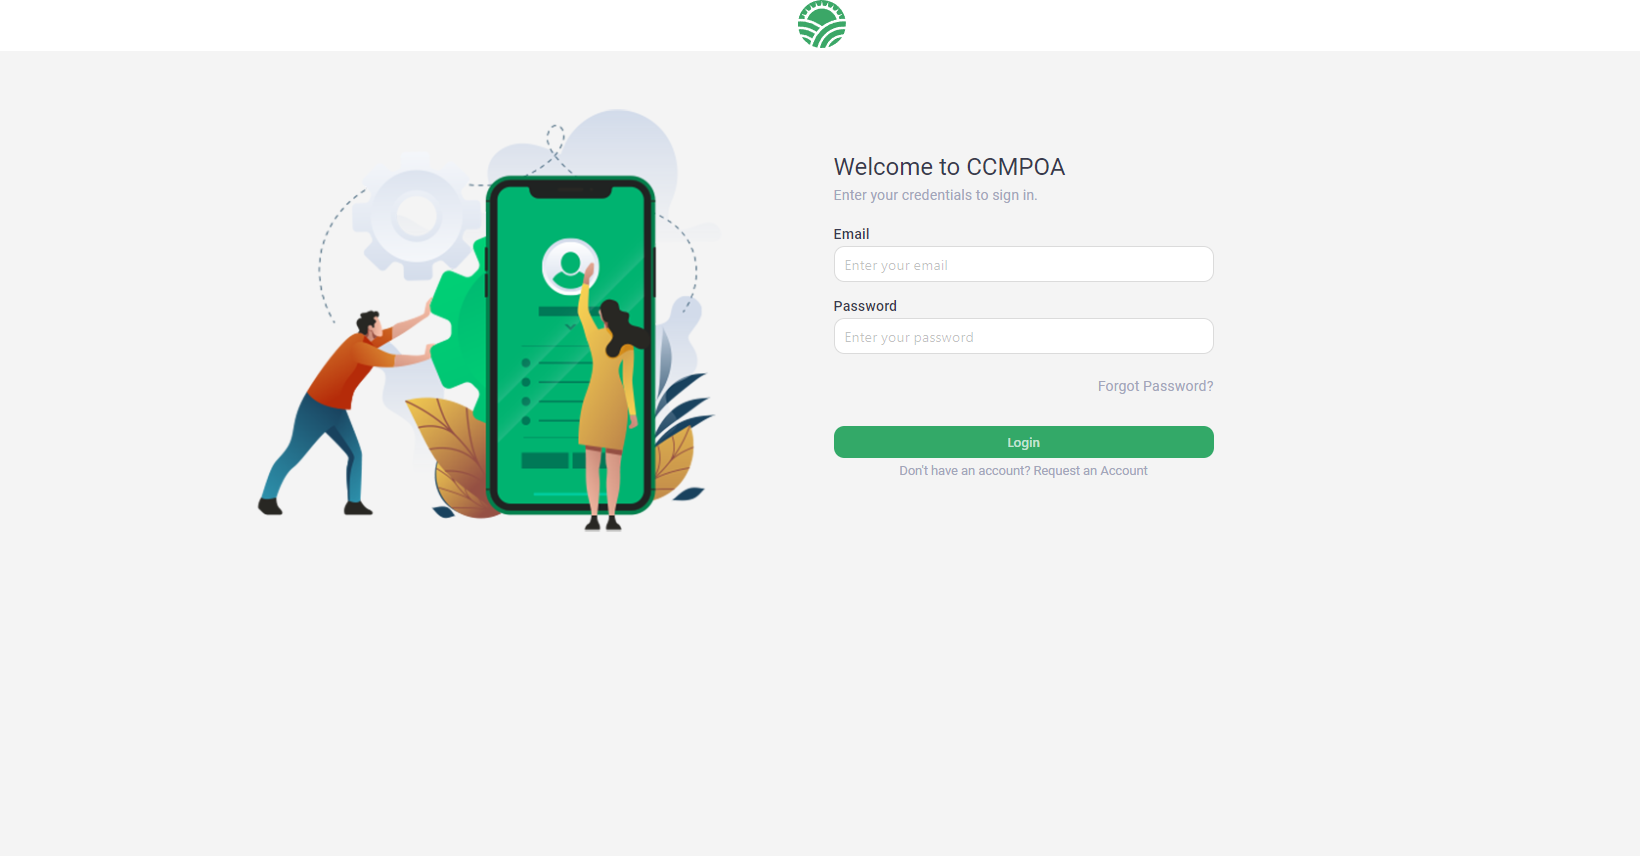 Welcome to CCMPOA
Enter your credentials to sign in.
Email
Enter your email
Password
Enter your password
Forgot Password?
Login
Don't have an account? Request an Account